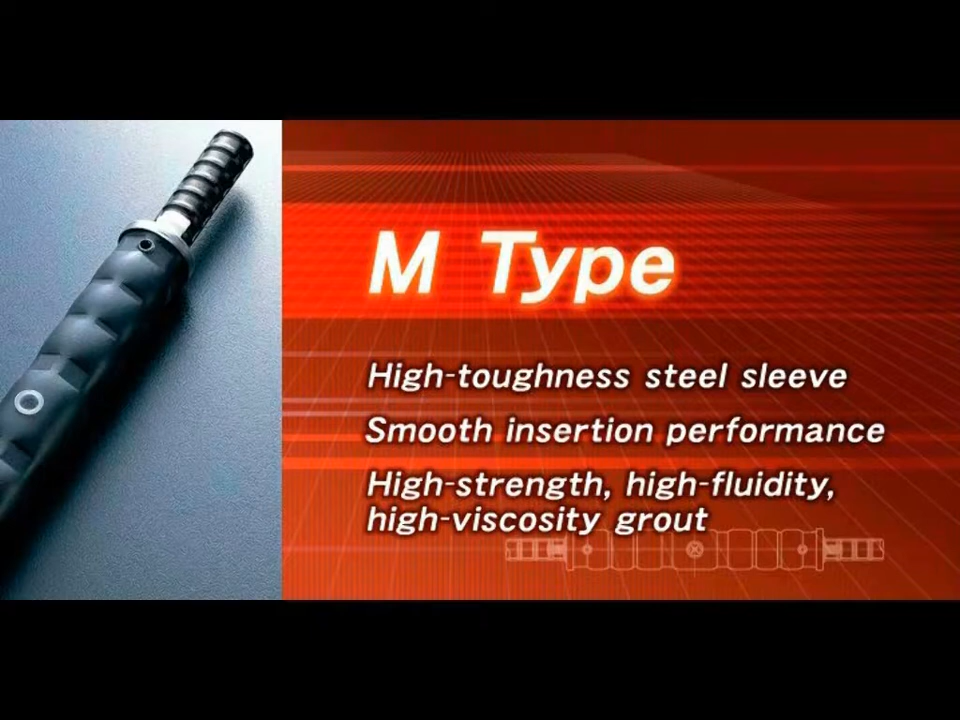 M Type
High-toughness steel sleeve
Smooth insertion performance
High-strength, high-fluidity,
high-viscosity grout